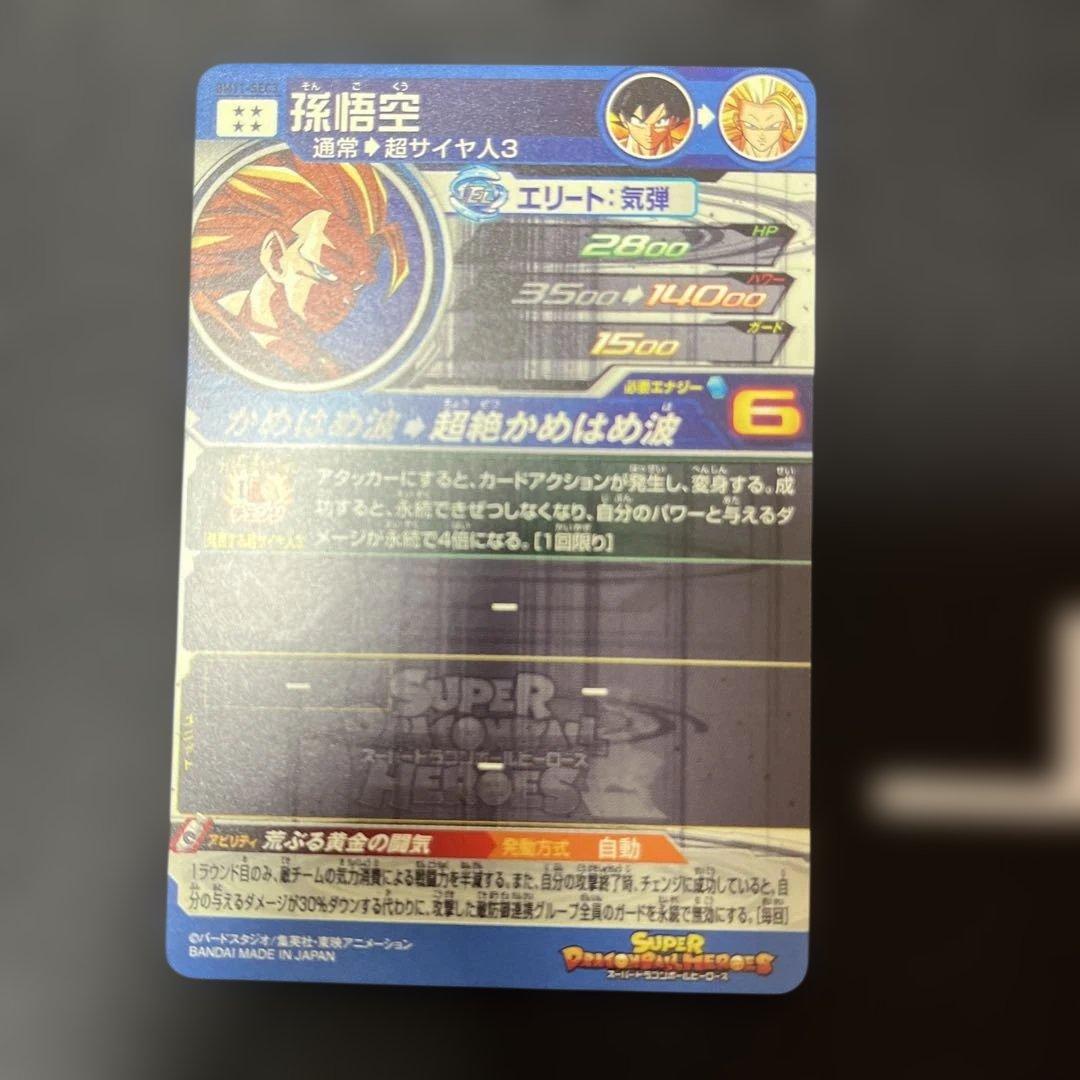 BM11-SEC3
孫悟空
そんごくう
通常➡超サイヤ人3
エリート:気弾
HP
2800
パワー
3500➡14000
ガード
1500
必要エナジー
6
かめはめ波➡超絶かめはめ波
アタッカーにすると、カードアクションが発生し、変身する。成
功すると、永続できぜつしなくなり、自分のパワーと与えるダ
メージが永続で4倍になる。[1回限り]
SUPER
DRAGONBALL
スーパードラゴンボールヒーローズ
HEROES
アビリティ 荒ぶる黄金の闘気 発動方式 自動
1ラウンド目のみ、敵チームの気力消費による戦闘力を半減する。また、自分の攻撃終了時、チェンジに成功していると、自
分の与えるダメージが30%ダウンする代わりに、攻撃した敵防御連携グループ全員のガードを永続で無効にする。[毎回]
©バードスタジオ/集英社・東映アニメーション
BANDAI MADE IN JAPAN
SUPER
DRAGONBALL HEROES
スーパードラゴンボールヒーローズ